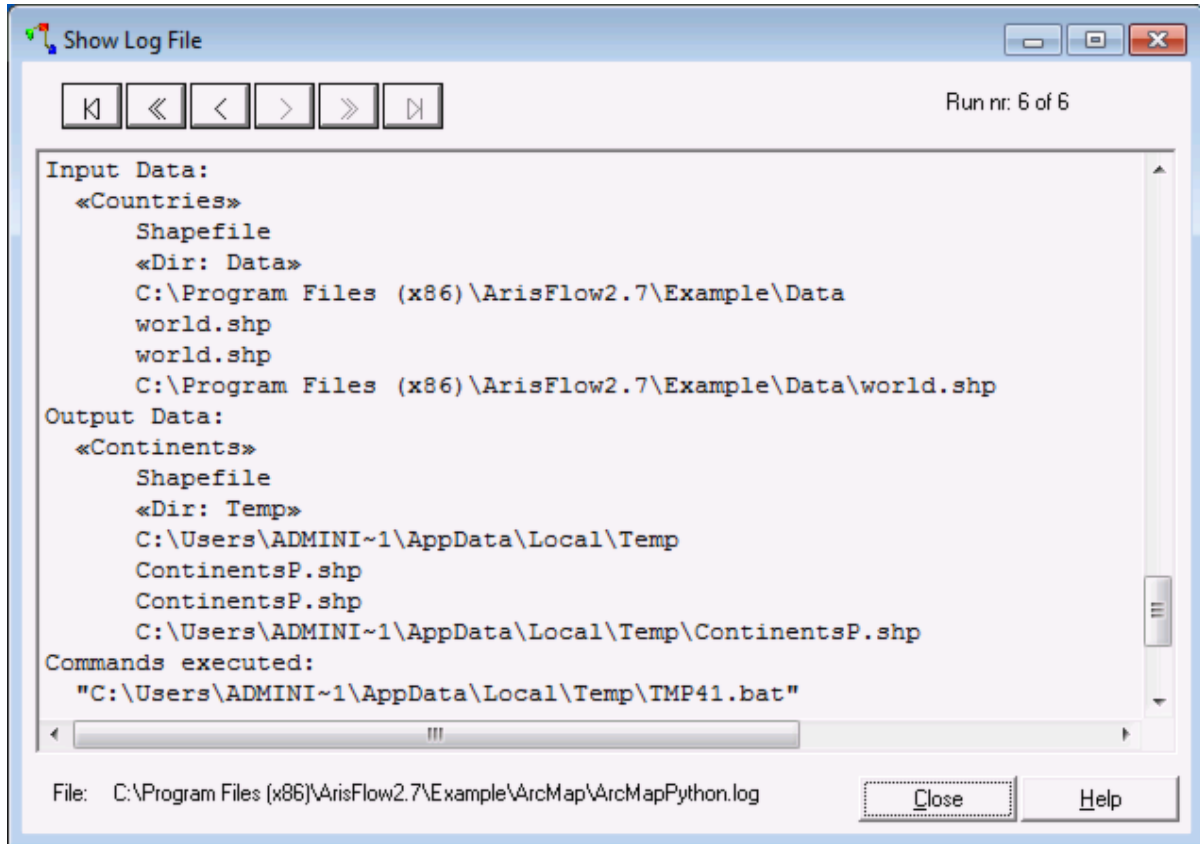 Show Log File
Run nr: 6 of 6
Input Data:
«Countries»
Shapefile
«Dir: Data»
C:\Program Files (x86)\ArisFlow2.7\Example\Data
world.shp
world.shp
C:\Program Files (x86)\ArisFlow2.7\Example\Data\world.shp
Output Data:
«Continents»
Shapefile
«Dir: Temp»
C:\Users\ADMINI~1\AppData\Local\Temp
ContinentsP.shp
ContinentsP.shp
C:\Users\ADMINI~1\AppData\Local\Temp\ContinentsP.shp
Commands executed:
"C:\Users\ADMINI~1\AppData\Local\Temp\TMP41.bat"
File: C:\Program Files (x86)\ArisFlow2.7\Example\ArcMap\ArcMapPython.log
Close
Help